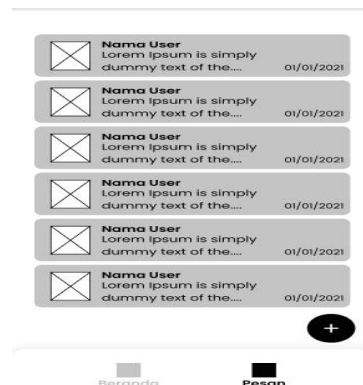 Nama User
Lorem Ipsum is simply
dummy text of the.... 01/01/2021
Nama User
Lorem Ipsum is simply
dummy text of the.... 01/01/2021
Nama User
Lorem Ipsum is simply
dummy text of the.... 01/01/2021
Nama User
Lorem Ipsum is simply
dummy text of the.... 01/01/2021
Nama User
Lorem Ipsum is simply
dummy text of the.... 01/01/2021
Nama User
Lorem Ipsum is simply
dummy text of the.... 01/01/2021
+
Beranda Pesan